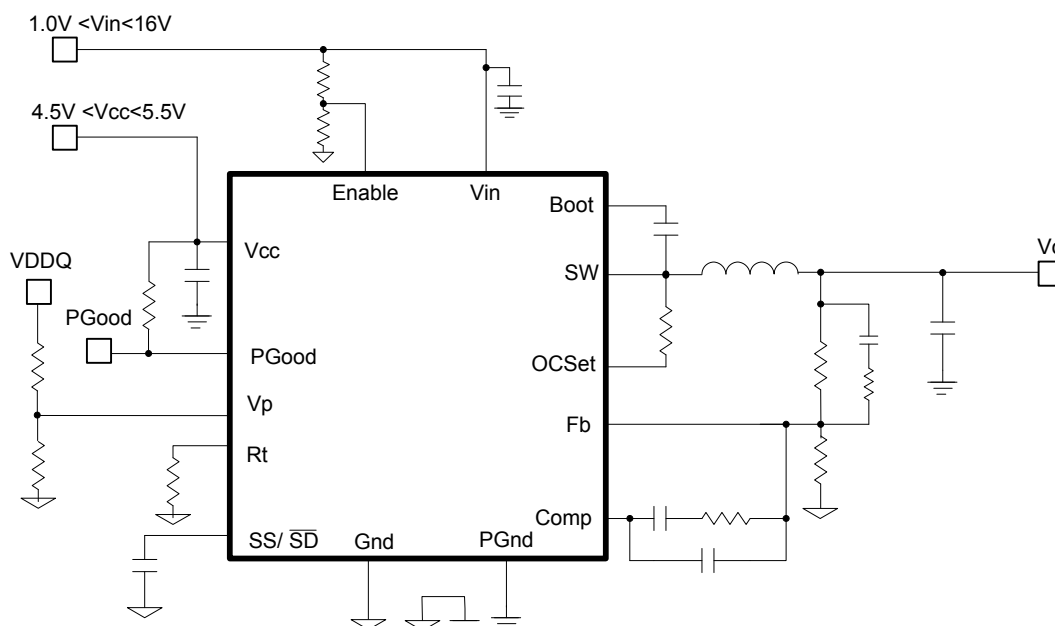 1.0V <Vin<16V
4.5V <Vcc<5.5V
Enable
Vin
Boot
Vcc
SW
VDDQ
PGood
PGood
OCSet
Vp
Fb
Rt
Comp
SS/ SD
Gnd
PGnd